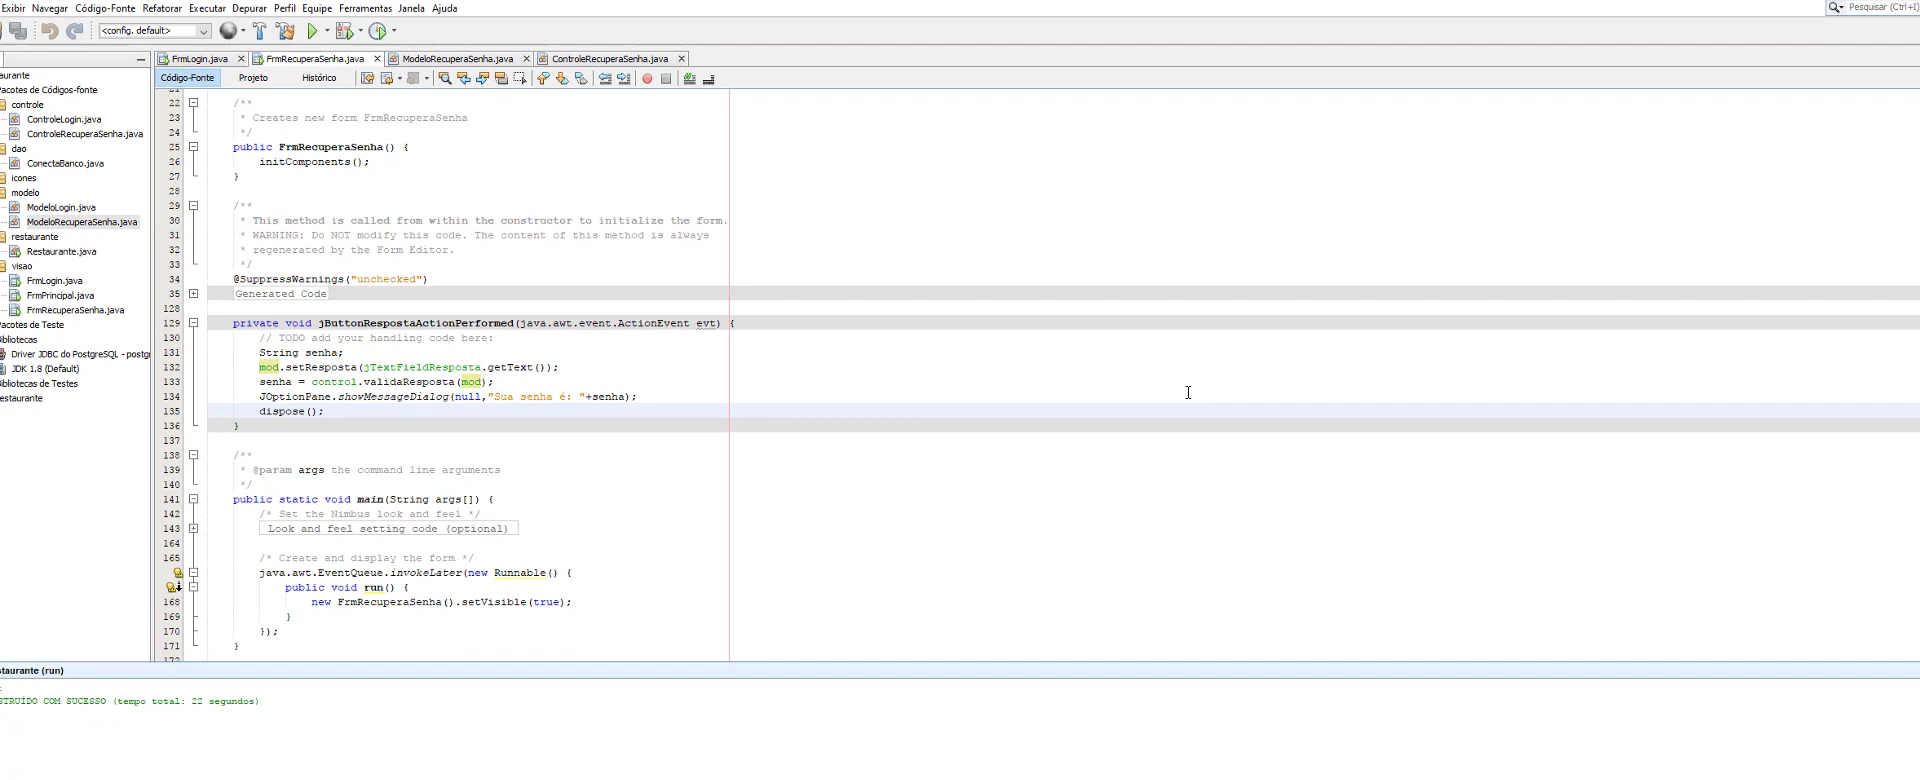 Exibir Navegar Código-Fonte Refatorar Executar Depurar Perfil Equipe Ferramentas Janela Ajuda
Pesquisar (Ctrl+I)
<config. default>
FrmLogin.java FrmRecuperaSenha.java ModeloRecuperaSenha.java ControleRecuperaSenha.java
Código-Fonte Projeto Histórico
aurante
Pacotes de Códigos-fonte
controle
ControleLogin.java
ControleRecuperaSenha.java
dao
ConectaBanco.java
icones
modelo
ModeloLogin.java
ModeloRecuperaSenha.java
restaurante
Restaurante.java
visao
FrmLogin.java
FrmPrincipal.java
FrmRecuperaSenha.java
Pacotes de Teste
Bibliotecas
Driver JDBC do PostgreSQL - postg
JDK 1.8 (Default)
Bibliotecas de Testes
estaurante
21
22 /**
23 * Creates new form FrmRecuperaSenha
24 */
25 public FrmRecuperaSenha() {
26 initComponents();
27 }
28
29 /**
30 * This method is called from within the constructor to initialize the form.
31 * WARNING: Do NOT modify this code. The content of this method is always
32 * regenerated by the Form Editor.
33 */
34 @SuppressWarnings("unchecked")
35 Generated Code
128
129 private void jButtonRespostaActionPerformed(java.awt.event.ActionEvent evt) {
130 // TODO add your handling code here:
131 String senha;
132 mod.setResposta(jTextFieldResposta.getText());
133 senha = control.validaResposta(mod);
134 JOptionPane.showMessageDialog(null,"Sua senha é: "+senha);
135 dispose();
136 }
137
138 /**
139 * @param args the command line arguments
140 */
141 public static void main(String args[]) {
142 /* Set the Nimbus look and feel */
143 Look and feel setting code (optional)
164
165 /* Create and display the form */
java.awt.EventQueue.invokeLater(new Runnable() {
public void run() {
168 new FrmRecuperaSenha().setVisible(true);
169 }
170 });
171 }
172
staurante (run)
:
STRUÍDO COM SUCESSO (tempo total: 22 segundos)